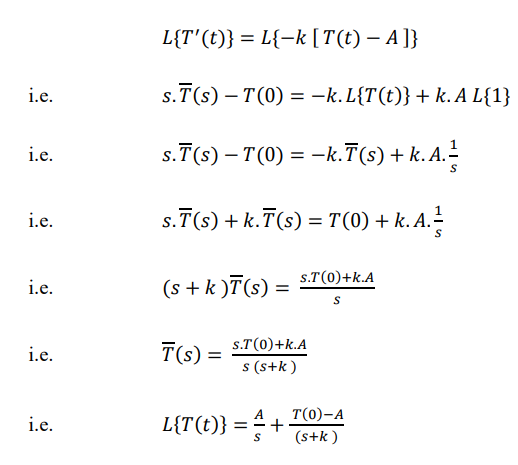 L{T′(t)} = L{−k [ T(t) − A ]}
i.e. s.T̅(s) − T(0) = −k. L{T(t)} + k. A L{1}
i.e. s.T̅(s) − T(0) = −k.T̅(s) + k. A.1/s
i.e. s.T̅(s) + k.T̅(s) = T(0) + k. A.1/s
i.e. (s + k )T̅(s) = s.T(0)+k.A / s
i.e. T̅(s) = s.T(0)+k.A / s (s+k )
i.e. L{T(t)} = A/s + T(0)−A / (s+k )